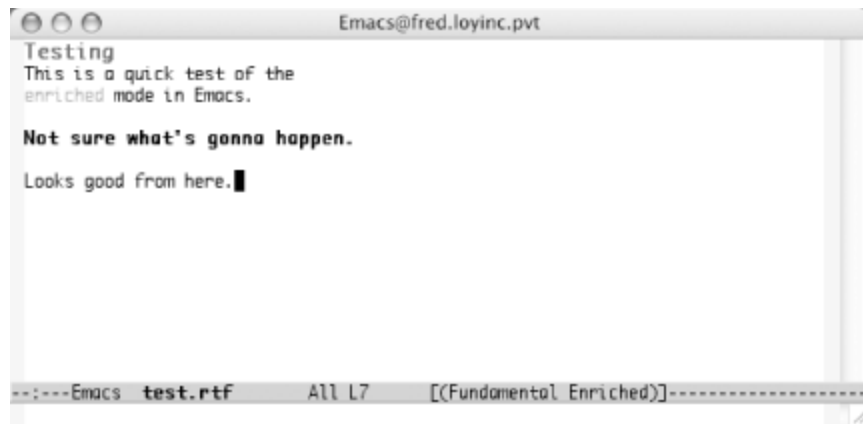 Emacs@fred.loyinc.pvt
Testing
This is a quick test of the
enriched mode in Emacs.
Not sure what's gonna happen.
Looks good from here.
--:---Emacs  test.rtf       All L7      [(Fundamental Enriched)]--------------------